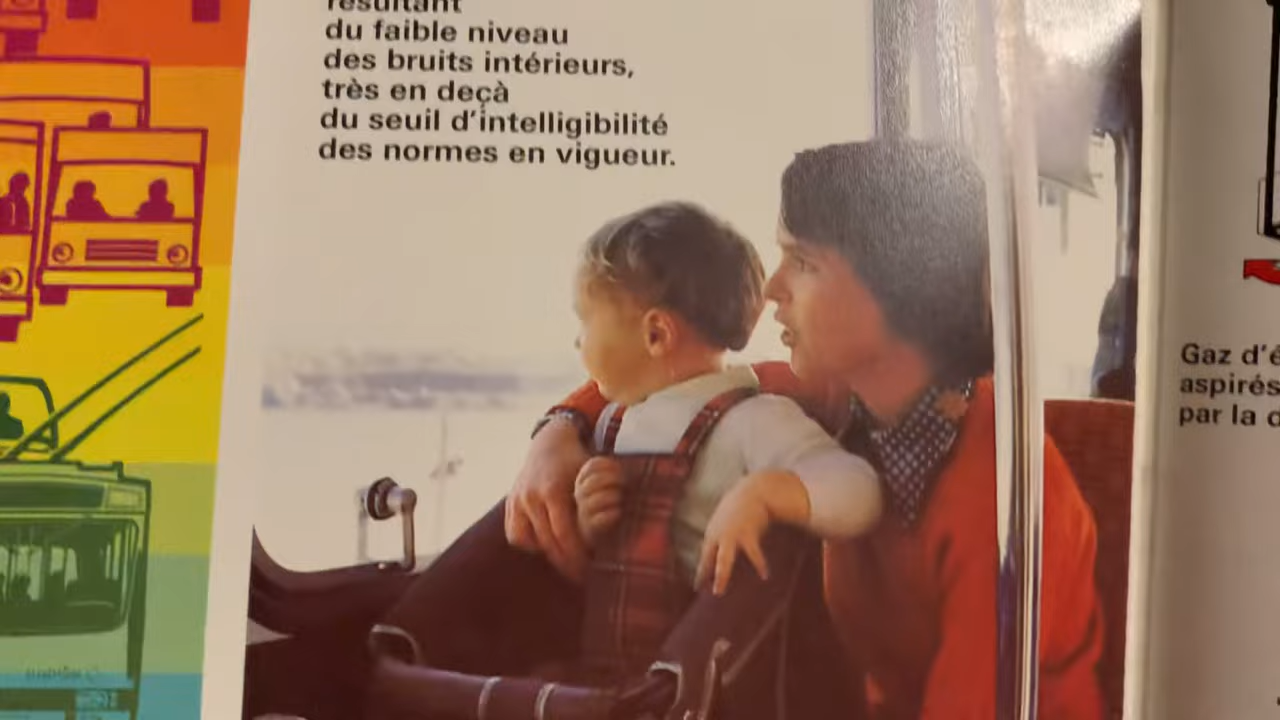 résultant
du faible niveau
des bruits intérieurs,
très en deçà
du seuil d'intelligibilité
des normes en vigueur.
Gaz d'é
aspirés
par la